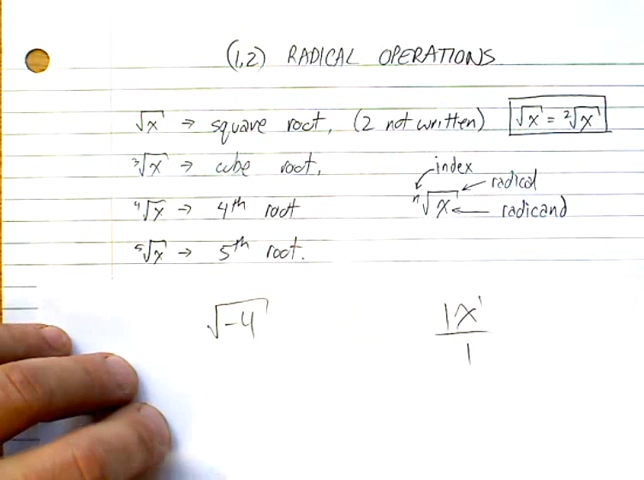 (1,2) RADICAL OPERATIONS
√x → square root, (2 not written) √x = ²√x
³√x → cube root,
index
radical
⁴√x → 4th root
ⁿ√x ← radicand
⁵√x → 5th root.
√-4
1x¹
1